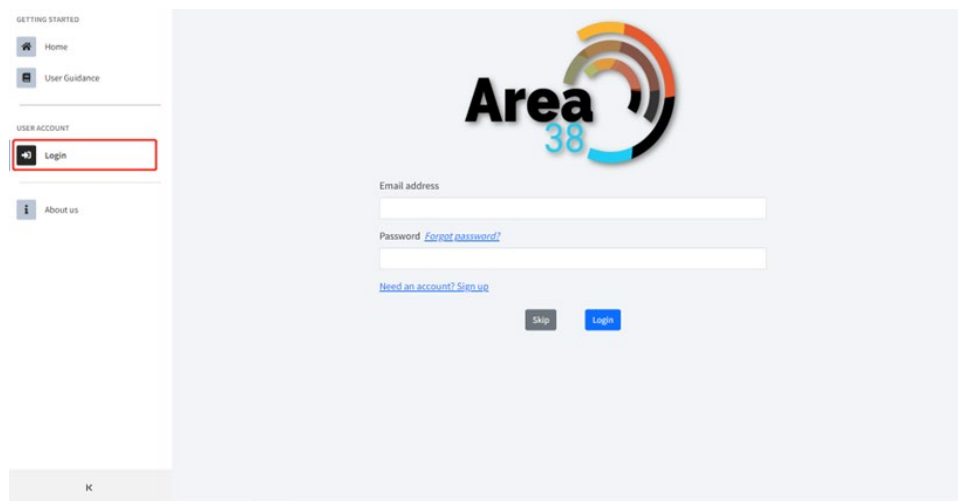 GETTING STARTED
Home
User Guidance
USER ACCOUNT
Login
About us
Area
38
Email address
Password Forgot password?
Need an account? Sign up
Skip Login